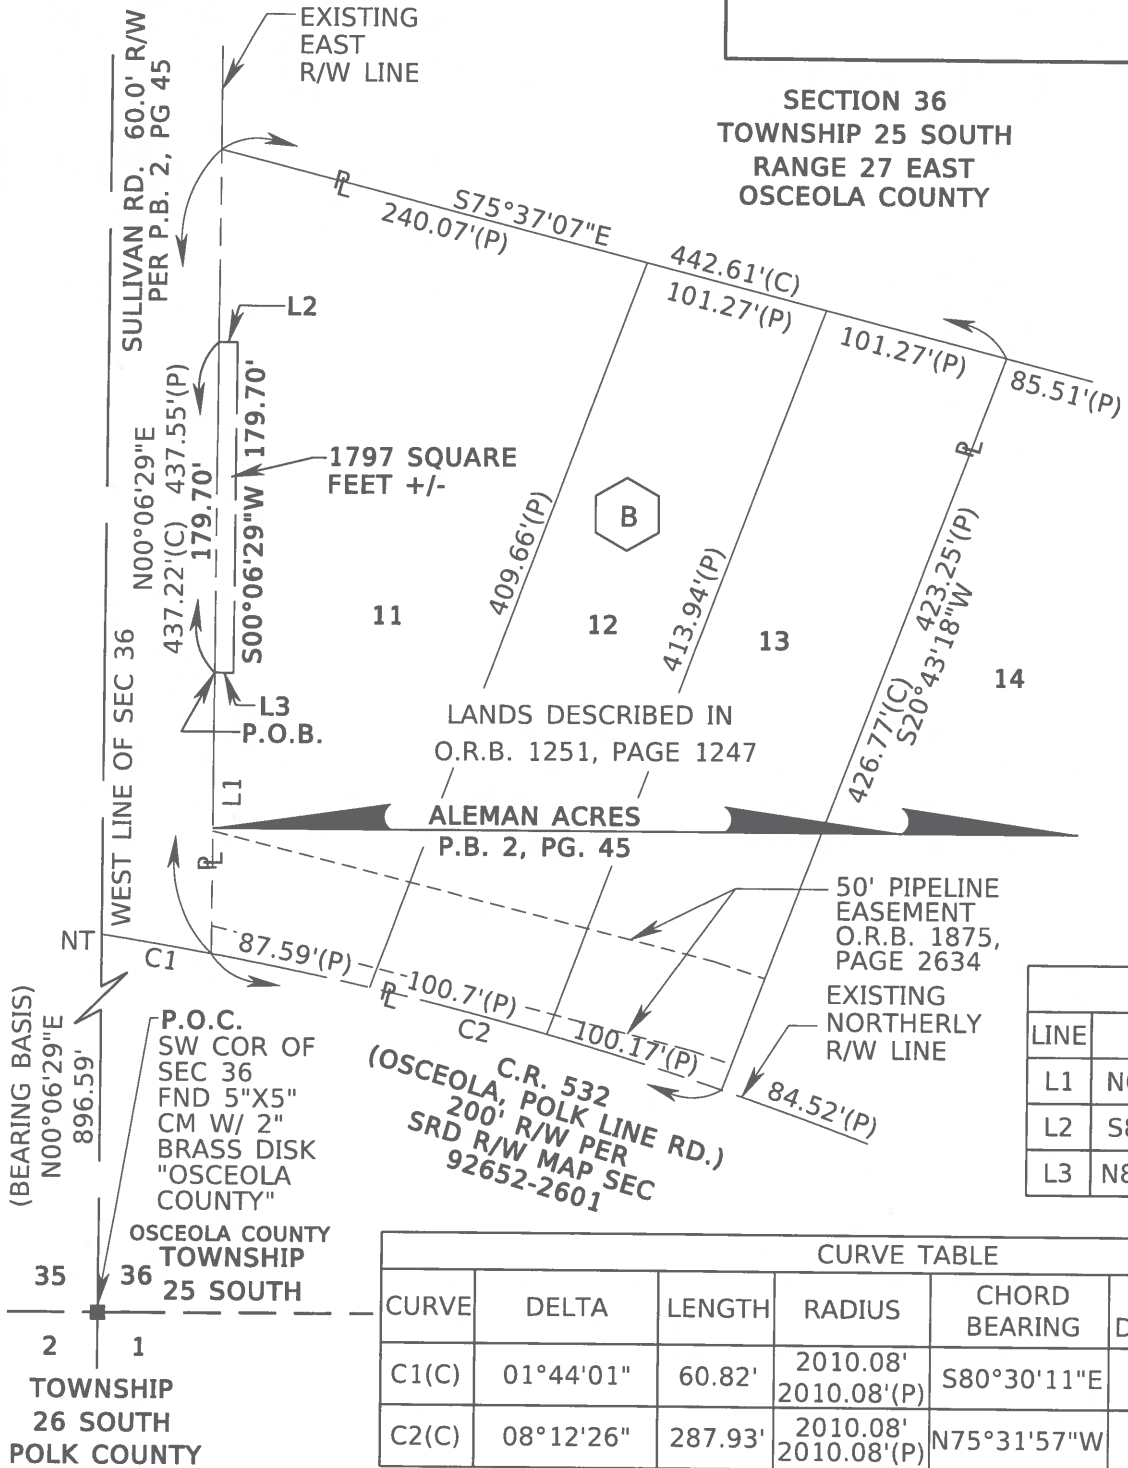 EXISTING
EAST
R/W LINE
SULLIVAN RD. 60.0' R/W
PER P.B. 2, PG 45
SECTION 36
TOWNSHIP 25 SOUTH
RANGE 27 EAST
OSCEOLA COUNTY
PL
S75°37'07"E
240.07'(P)
442.61'(C)
101.27'(P)
101.27'(P)
85.51'(P)
L2
N00°06'29"E
437.22'(C) 437.55'(P)
179.70'
S00°06'29"W 179.70'
1797 SQUARE
FEET +/-
B
PL
409.66'(P)
413.94'(P)
423.25'(P)
426.77'(C)
S20°43'18"W
11
12
13
14
L3
P.O.B.
WEST LINE OF SEC 36
L1
LANDS DESCRIBED IN
O.R.B. 1251, PAGE 1247
ALEMAN ACRES
P.B. 2, PG. 45
PL
NT
C1
87.59'(P)
PL
100.7'(P)
C2
100.17'(P)
50' PIPELINE
EASEMENT
O.R.B. 1875,
PAGE 2634
EXISTING
NORTHERLY
R/W LINE
84.52'(P)
C.R. 532
(OSCEOLA, POLK LINE RD.)
200' R/W PER
SRD R/W MAP SEC
92652-2601
(BEARING BASIS)
N00°06'29"E
896.59'
P.O.C.
SW COR OF
SEC 36
FND 5"X5"
CM W/ 2"
BRASS DISK
"OSCEOLA
COUNTY"
OSCEOLA COUNTY
TOWNSHIP
25 SOUTH
35
36
2
1
TOWNSHIP
26 SOUTH
POLK COUNTY
LINE
L1
L2 S8
L3 N8
CURVE TABLE
CURVE DELTA LENGTH RADIUS CHORD BEARING D
C1(C) 01°44'01" 60.82' 2010.08' 2010.08'(P) S80°30'11"E
C2(C) 08°12'26" 287.93' 2010.08' 2010.08'(P) N75°31'57"W